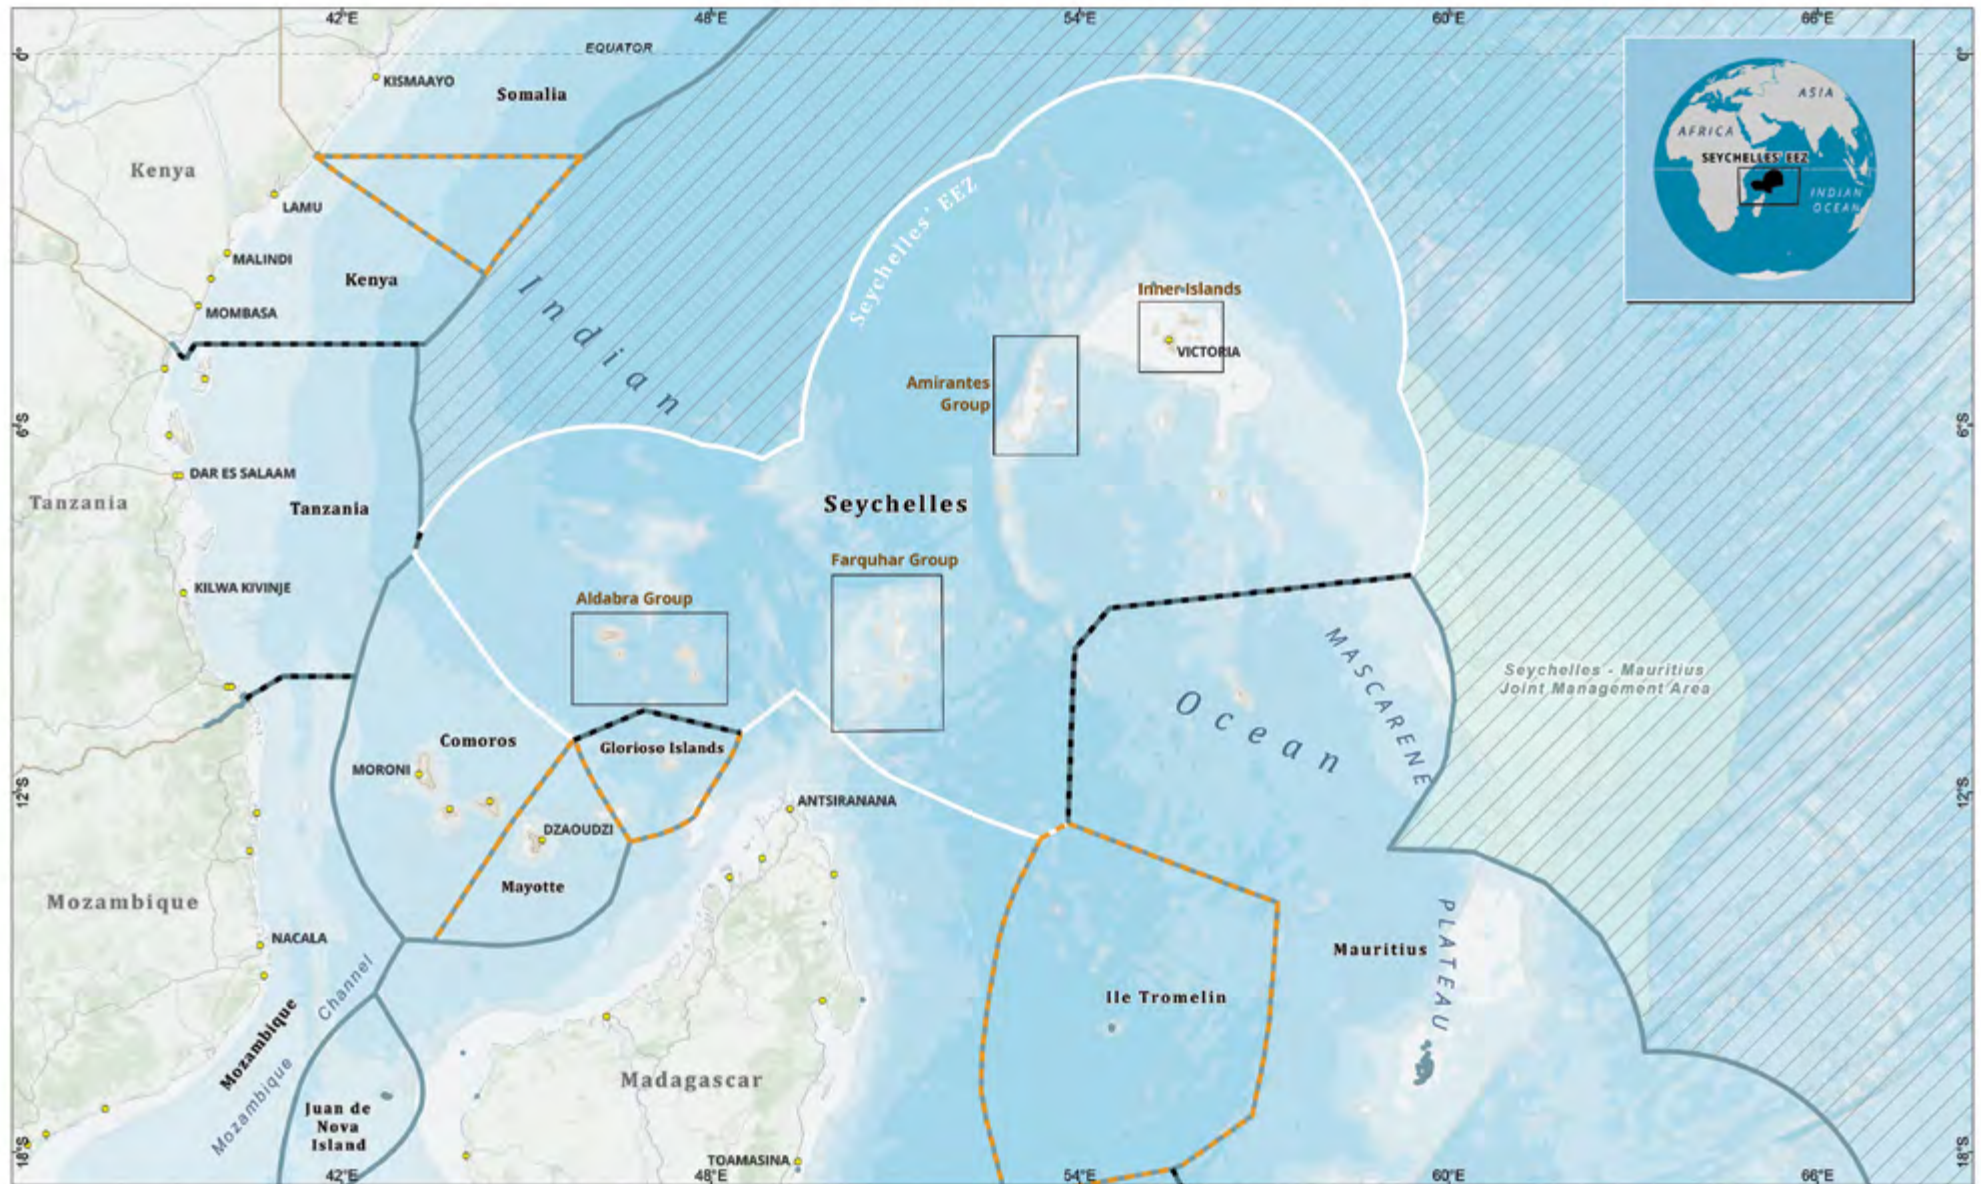 42°E
48°E
54°E
60°E
66°E
0°
0°
EQUATOR
KISMAAYO
Somalia
ASIA
AFRICA
SEYCHELLES' EEZ
INDIAN
OCEAN
Kenya
LAMU
MALINDI
Kenya
MOMBASA
Seychelles' EEZ
Indian
Inner Islands
VICTORIA
Amirantes
Group
6°S
6°S
DAR ES SALAAM
Tanzania
Tanzania
Seychelles
KILWA KIVINJE
Farquhar Group
Aldabra Group
MASCARENE
Seychelles - Mauritius
Joint Management Area
Ocean
Comoros
Glorioso Islands
MORONI
12°S
12°S
ANTSIRANANA
DZAOUDZI
Mayotte
Mozambique
NACALA
PLATEAU
Mauritius
Channel
Ile Tromelin
Mozambique
Mozambique
Madagascar
Juan de
Nova
Island
TOAMASINA
18°S
18°S
42°E
48°E
54°E
60°E
66°E